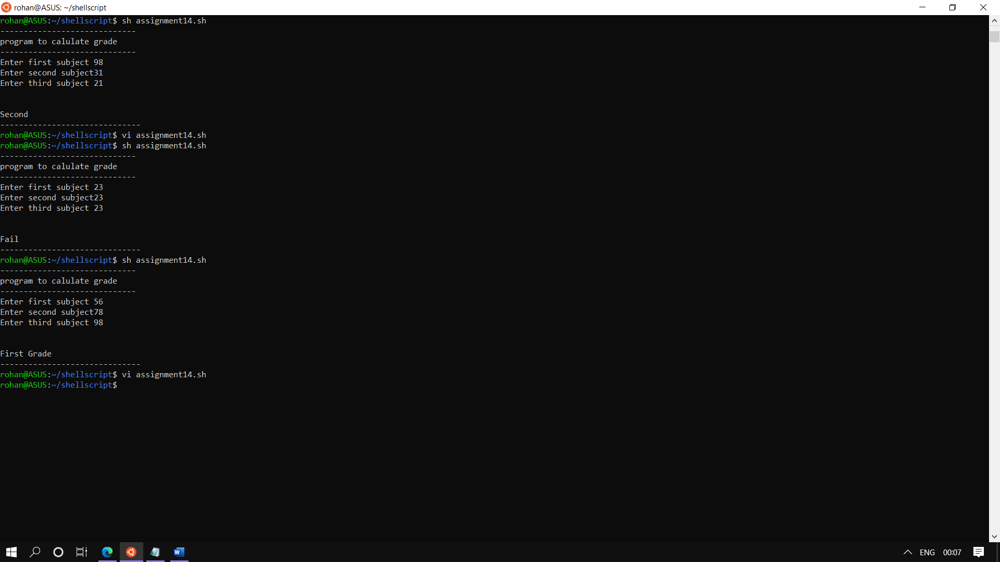 rohan@ASUS: ~/shellscript
rohan@ASUS:~/shellscript$ sh assignment14.sh
-----------------------------
program to calulate grade
-----------------------------
Enter first subject 98
Enter second subject31
Enter third subject 21
Second
------------------------------
rohan@ASUS:~/shellscript$ vi assignment14.sh
rohan@ASUS:~/shellscript$ sh assignment14.sh
-----------------------------
program to calulate grade
-----------------------------
Enter first subject 23
Enter second subject23
Enter third subject 23
Fail
------------------------------
rohan@ASUS:~/shellscript$ sh assignment14.sh
-----------------------------
program to calulate grade
-----------------------------
Enter first subject 56
Enter second subject78
Enter third subject 98
First Grade
------------------------------
rohan@ASUS:~/shellscript$ vi assignment14.sh
rohan@ASUS:~/shellscript$
W
ENG 00:07